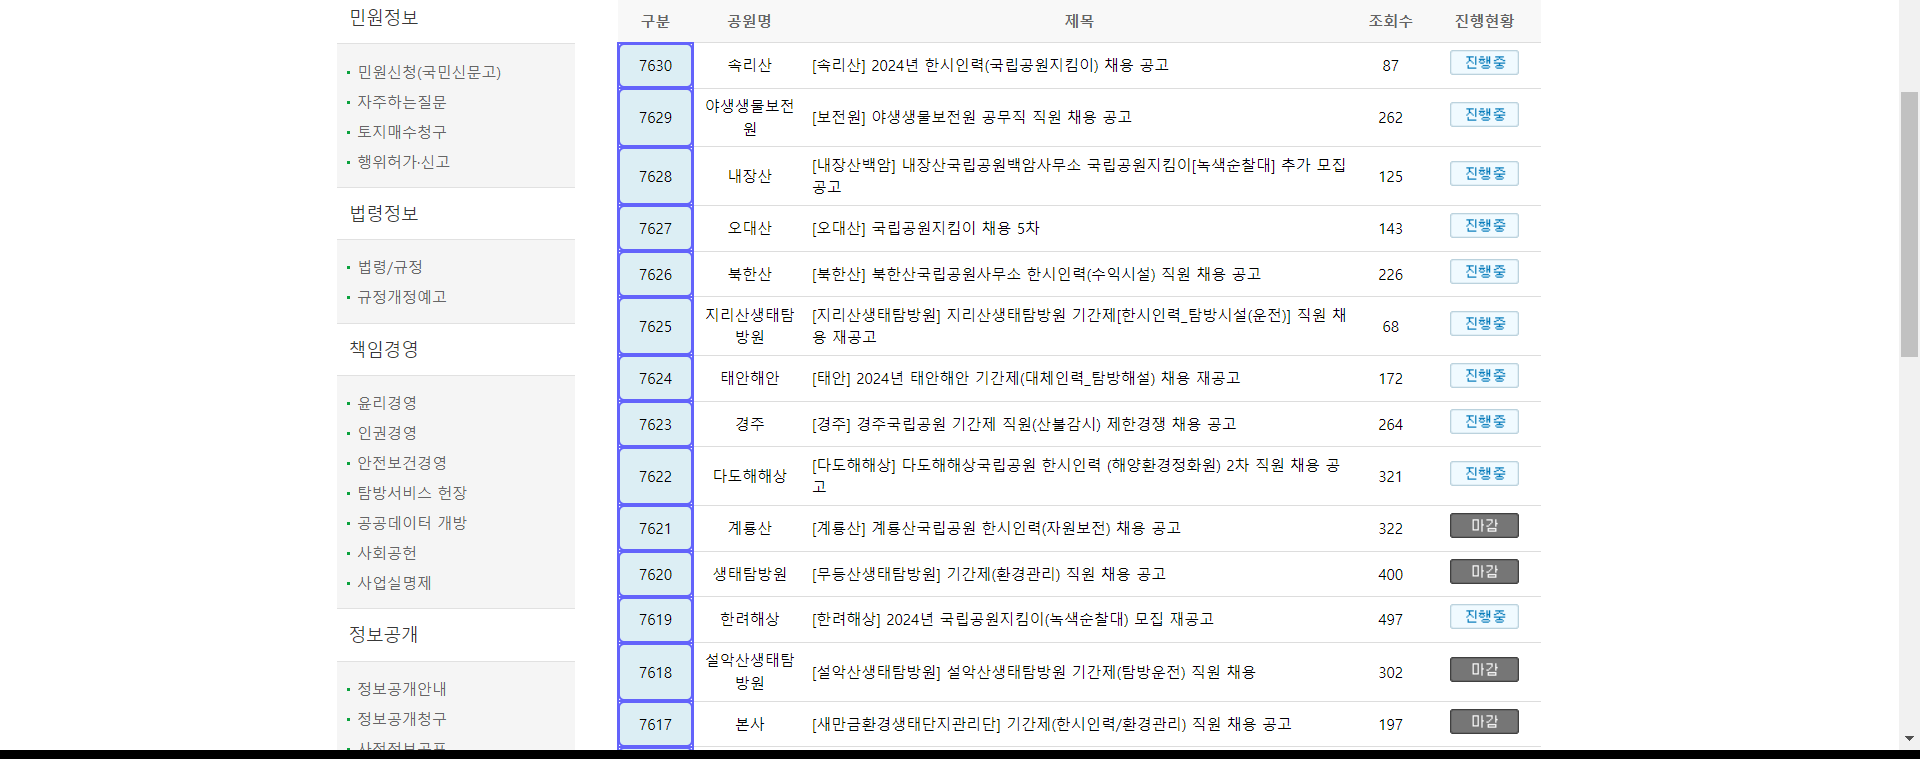 민원정보
민원신청(국민신문고)
자주하는질문
토지매수청구
행위허가·신고
법령정보
법령/규정
규정개정예고
책임경영
윤리경영
인권경영
안전보건경영
탐방서비스 헌장
공공데이터 개방
사회공헌
사업실명제
정보공개
정보공개안내
정보공개청구
사전정보공표
구분 공원명 제목 조회수 진행현황
7630 속리산 [속리산] 2024년 한시인력(국립공원지킴이) 채용 공고 87 진행중
7629 야생생물보전
원 [보전원] 야생생물보전원 공무직 직원 채용 공고 262 진행중
7628 내장산 [내장산백암] 내장산국립공원백암사무소 국립공원지킴이[녹색순찰대] 추가 모집
공고 125 진행중
7627 오대산 [오대산] 국립공원지킴이 채용 5차 143 진행중
7626 북한산 [북한산] 북한산국립공원사무소 한시인력(수익시설) 직원 채용 공고 226 진행중
7625 지리산생태탐
방원 [지리산생태탐방원] 지리산생태탐방원 기간제[한시인력_탐방시설(운전)] 직원 채
용 재공고 68 진행중
7624 태안해안 [태안] 2024년 태안해안 기간제(대체인력_탐방해설) 채용 재공고 172 진행중
7623 경주 [경주] 경주국립공원 기간제 직원(산불감시) 제한경쟁 채용 공고 264 진행중
7622 다도해해상 [다도해해상] 다도해해상국립공원 한시인력 (해양환경정화원) 2차 직원 채용 공
고 321 진행중
7621 계룡산 [계룡산] 계룡산국립공원 한시인력(자원보전) 채용 공고 322 마감
7620 생태탐방원 [무등산생태탐방원] 기간제(환경관리) 직원 채용 공고 400 마감
7619 한려해상 [한려해상] 2024년 국립공원지킴이(녹색순찰대) 모집 재공고 497 진행중
7618 설악산생태탐
방원 [설악산생태탐방원] 설악산생태탐방원 기간제(탐방운전) 직원 채용 302 마감
7617 본사 [새만금환경생태단지관리단] 기간제(한시인력/환경관리) 직원 채용 공고 197 마감